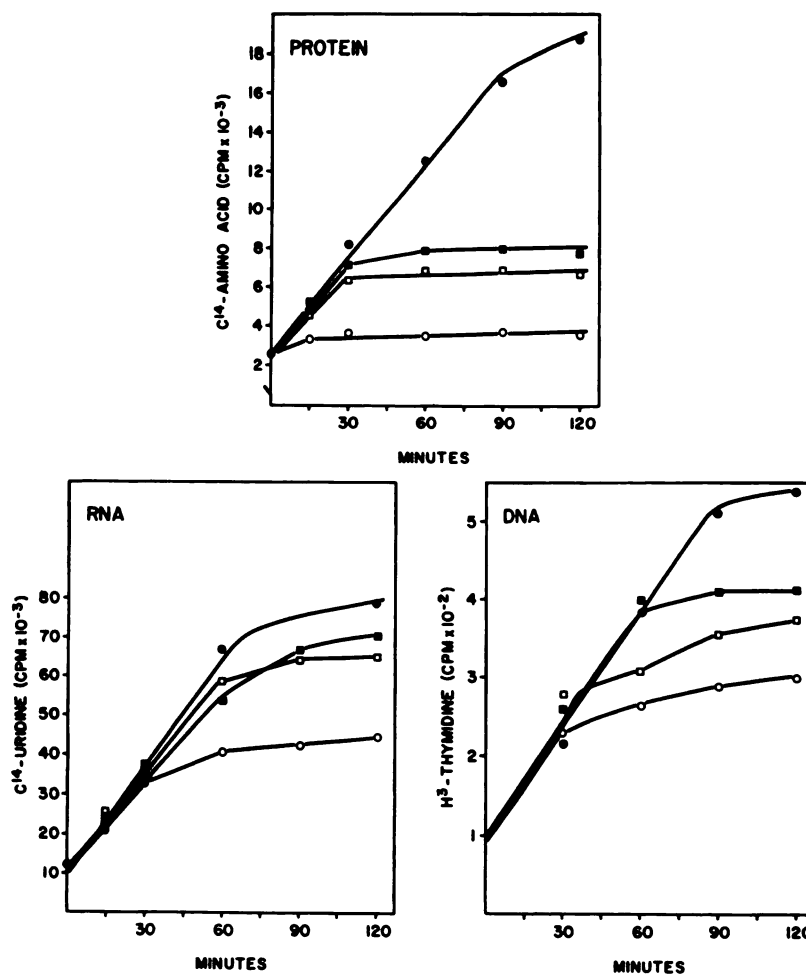 PROTEIN
C14-AMINO ACID (CPM x 10-3)
18
16
14
12
10
8
6
4
2
30 60 90 120
MINUTES
RNA
C14-URIDINE (CPM x 10-3)
80
70
60
50
40
30
20
10
30 60 90 120
MINUTES
DNA
H3-THYMIDINE (CPM x 10-2)
5
4
3
2
1
30 60 90 120
MINUTES